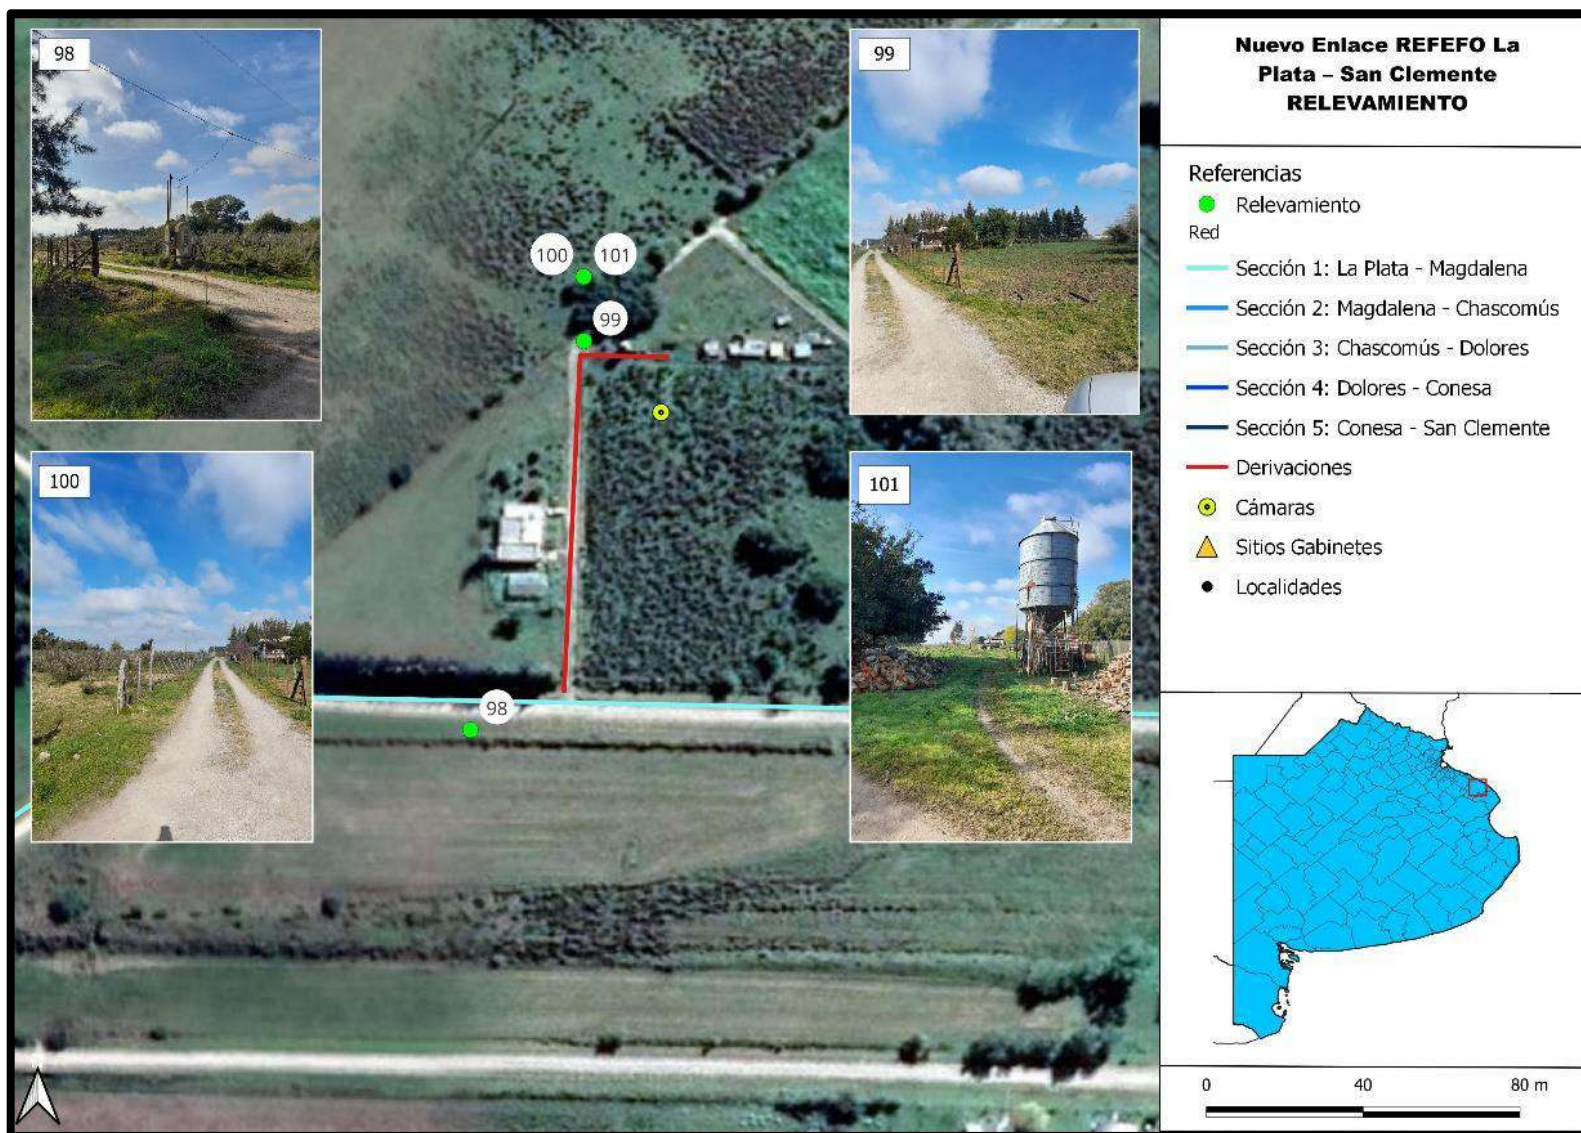 98
99
100
101
100
101
99
98
Nuevo Enlace REFEFO La
Plata – San Clemente
RELEVAMIENTO
Referencias
Relevamiento
Red
Sección 1: La Plata - Magdalena
Sección 2: Magdalena - Chascomús
Sección 3: Chascomús - Dolores
Sección 4: Dolores - Conesa
Sección 5: Conesa - San Clemente
Derivaciones
Cámaras
Sitios Gabinetes
Localidades
0 40 80 m